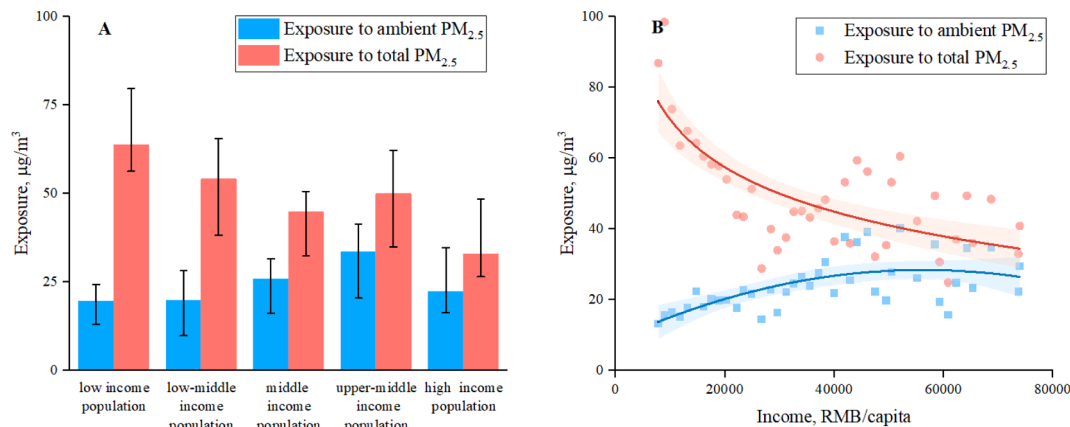 A
Exposure to ambient PM2.5
Exposure to total PM2.5
100
75
50
25
0
Exposure, μg/m³
low income
population
low-middle
income
population
middle
income
population
upper-middle
income
population
high income
population
B
Exposure to ambient PM2.5
Exposure to total PM2.5
100
80
60
40
20
0
Exposure, μg/m³
0
20000
40000
60000
80000
Income, RMB/capita